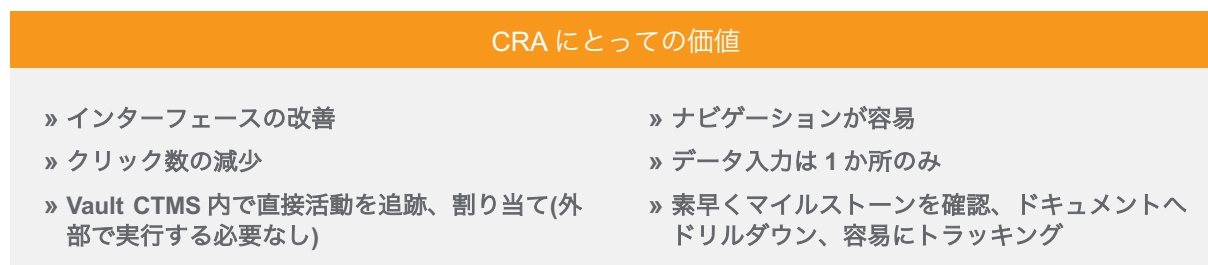 CRA にとっての価値
» インターフェースの改善
» クリック数の減少
» Vault CTMS 内で直接活動を追跡、割り当て(外
部で実行する必要なし)
» ナビゲーションが容易
» データ入力は 1 か所のみ
» 素早くマイルストーンを確認、ドキュメントへ
ドリルダウン、容易にトラッキング